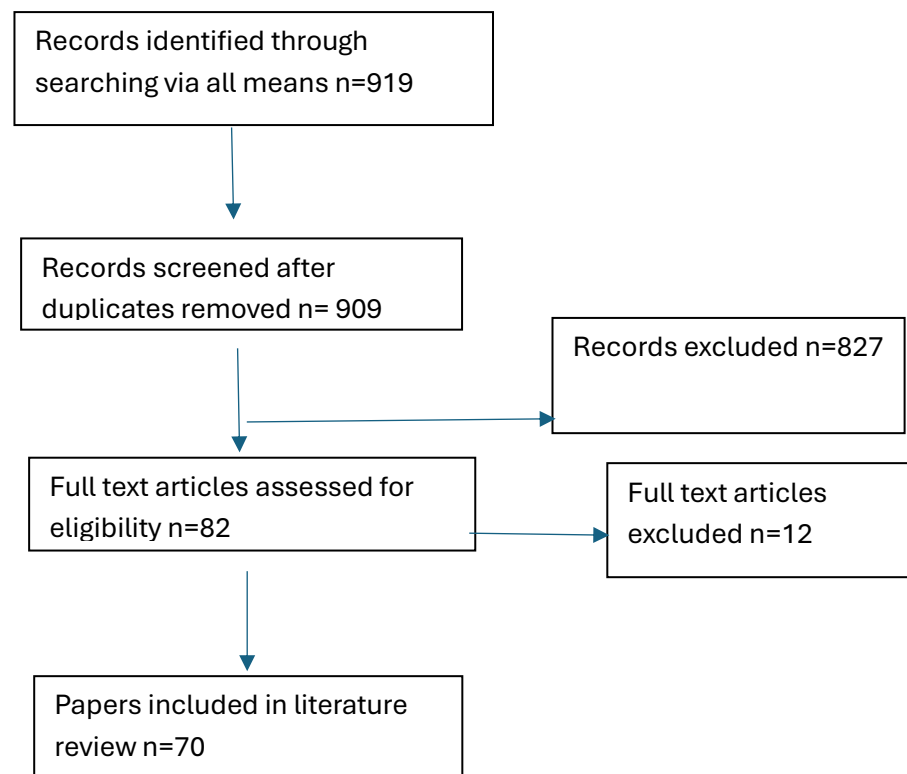 Records identified through
searching via all means n=919
Records screened after
duplicates removed n= 909
Records excluded n=827
Full text articles assessed for
eligibility n=82
Full text articles
excluded n=12
Papers included in literature
review n=70